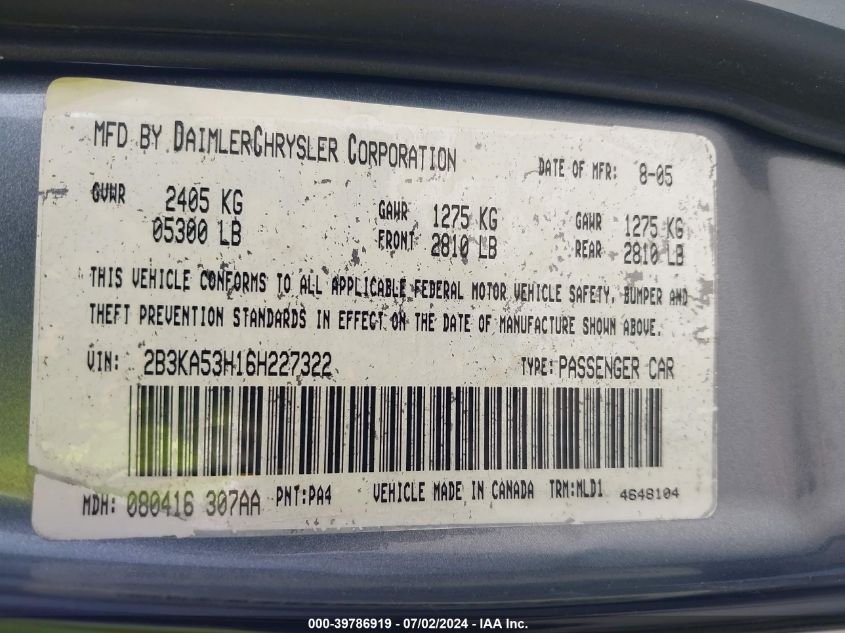 MFD BY DAIMLERCHRYSLER CORPORATION DATE OF MFR: 8-05
GVWR 2405 KG GAWR 1275 KG GAWR 1275 KG
05300 LB FRONT 2810 LB REAR 2810 LB
THIS VEHICLE CONFORMS TO ALL APPLICABLE FEDERAL MOTOR VEHICLE SAFETY, BUMPER AND
THEFT PREVENTION STANDARDS IN EFFECT ON THE DATE OF MANUFACTURE SHOWN ABOVE.
VIN: 2B3KA53H16H227322 TYPE: PASSENGER CAR
MDH: 080416 307AA PNT: PA4 VEHICLE MADE IN CANADA TRM: MLD1 4648104
000-39786919 - 07/02/2024 - IAA Inc.